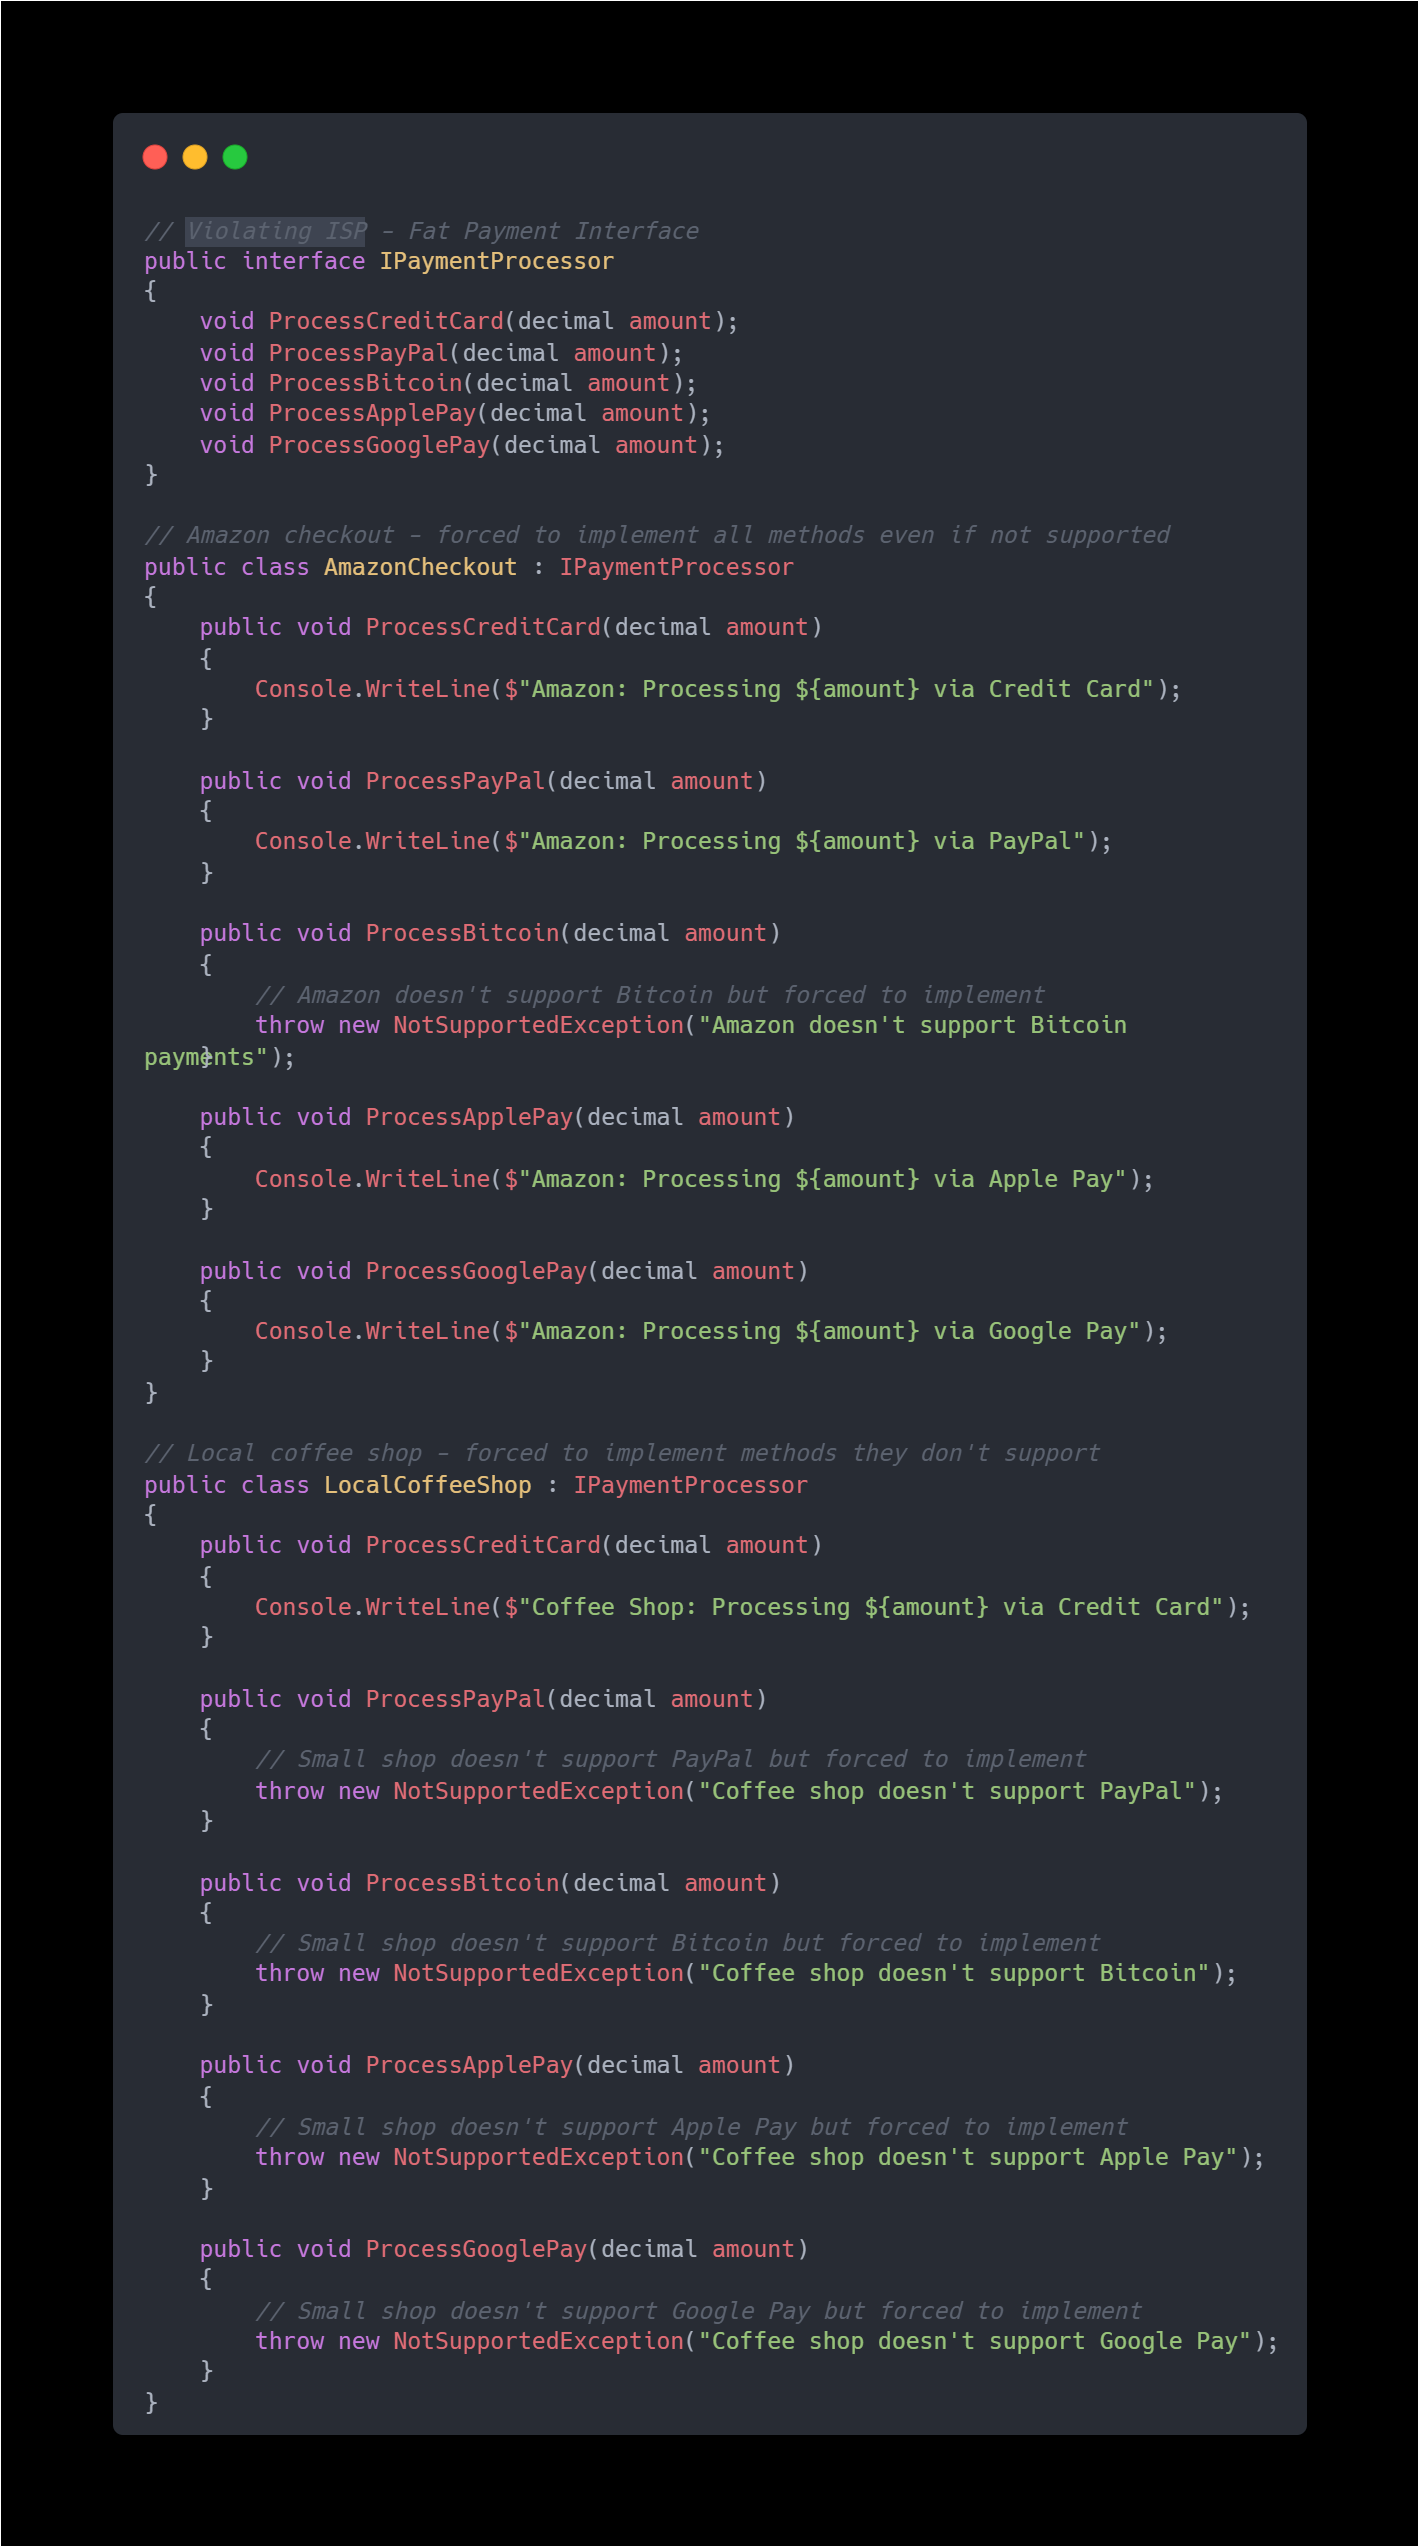 // Violating ISP - Fat Payment Interface
public interface IPaymentProcessor
{
    void ProcessCreditCard(decimal amount);
    void ProcessPayPal(decimal amount);
    void ProcessBitcoin(decimal amount);
    void ProcessApplePay(decimal amount);
    void ProcessGooglePay(decimal amount);
}

// Amazon checkout - forced to implement all methods even if not supported
public class AmazonCheckout : IPaymentProcessor
{
    public void ProcessCreditCard(decimal amount)
    {
        Console.WriteLine($"Amazon: Processing ${amount} via Credit Card");
    }

    public void ProcessPayPal(decimal amount)
    {
        Console.WriteLine($"Amazon: Processing ${amount} via PayPal");
    }

    public void ProcessBitcoin(decimal amount)
    {
        // Amazon doesn't support Bitcoin but forced to implement
        throw new NotSupportedException("Amazon doesn't support Bitcoin
payments");
    }

    public void ProcessApplePay(decimal amount)
    {
        Console.WriteLine($"Amazon: Processing ${amount} via Apple Pay");
    }

    public void ProcessGooglePay(decimal amount)
    {
        Console.WriteLine($"Amazon: Processing ${amount} via Google Pay");
    }
}

// Local coffee shop - forced to implement methods they don't support
public class LocalCoffeeShop : IPaymentProcessor
{
    public void ProcessCreditCard(decimal amount)
    {
        Console.WriteLine($"Coffee Shop: Processing ${amount} via Credit Card");
    }

    public void ProcessPayPal(decimal amount)
    {
        // Small shop doesn't support PayPal but forced to implement
        throw new NotSupportedException("Coffee shop doesn't support PayPal");
    }

    public void ProcessBitcoin(decimal amount)
    {
        // Small shop doesn't support Bitcoin but forced to implement
        throw new NotSupportedException("Coffee shop doesn't support Bitcoin");
    }

    public void ProcessApplePay(decimal amount)
    {
        // Small shop doesn't support Apple Pay but forced to implement
        throw new NotSupportedException("Coffee shop doesn't support Apple Pay");
    }

    public void ProcessGooglePay(decimal amount)
    {
        // Small shop doesn't support Google Pay but forced to implement
        throw new NotSupportedException("Coffee shop doesn't support Google Pay");
    }
}